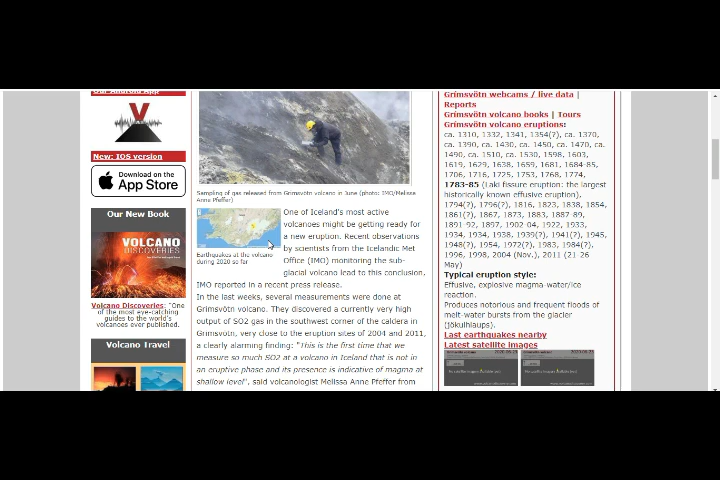 Our Android App
New: IOS version
Download on the
App Store
Our New Book
VOLCANO
DISCOVERIES
Volcano Discoveries: "One
of the most eye-catching
guides to the world's
volcanoes ever published.
Volcano Travel
Sampling of gas released from Grimsvötn volcano in June (photo: IMO/Melissa
Anne Pfeffer)
Earthquakes at the volcano
during 2020 so far
One of Iceland's most active
volcanoes might be getting ready for
a new eruption. Recent observations
by scientists from the Icelandic Met
Office (IMO) monitoring the sub-
glacial volcano lead to this conclusion.
IMO reported in a recent press release.
In the last weeks, several measurements were done at
Grimsvötn volcano. They discovered a currently very high
output of SO2 gas in the southwest corner of the caldera in
Grimsvötn, very close to the eruption sites of 2004 and 2011,
a clearly alarming finding: "This is the first time that we
measure so much SO2 at a volcano in Iceland that is not in
an eruptive phase and its presence is indicative of magma at
shallow level", said volcanologist Melissa Anne Pfeffer from
Grímsvötn webcams / live data |
Reports
Grímsvötn volcano books | Tours
Grímsvötn volcano eruptions:
ca. 1310, 1332, 1341, 1354(?), ca. 1370,
ca. 1390, ca. 1430, ca. 1450, ca. 1470, ca.
1490, ca. 1510, ca. 1530, 1598, 1603,
1619, 1629, 1638, 1659, 1681, 1684-85,
1706, 1716, 1725, 1753, 1768, 1774,
1783-85 (Laki fissure eruption: the largest
historically known effusive eruption),
1794(?), 1796(?), 1816, 1823, 1838, 1854,
1861(?), 1867, 1873, 1883, 1887-89,
1891-92, 1897, 1902-04, 1922, 1933,
1934, 1934, 1938, 1939(?), 1941(?), 1945,
1948(?), 1954, 1972(?), 1983, 1984(?),
1996, 1998, 2004 (Nov.), 2011 (21-26
May)
Typical eruption style:
Effusive, explosive magma-water/ice
reaction.
Produces notorious and frequent floods of
melt-water bursts from the glacier
(jökulhlaups).
Last earthquakes nearby
Latest satellite images